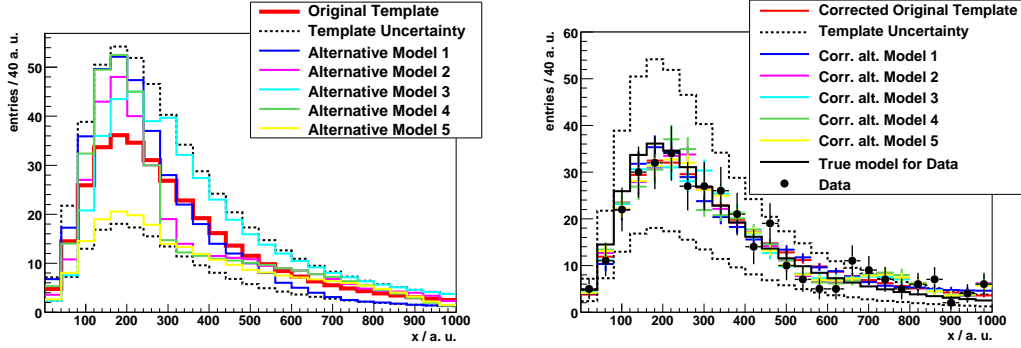 Original Template
Template Uncertainty
Alternative Model 1
Alternative Model 2
Alternative Model 3
Alternative Model 4
Alternative Model 5
entries / 40 a. u.
50
40
30
20
10
0
100 200 300 400 500 600 700 800 900 1000
x / a. u.
Corrected Original Template
Template Uncertainty
Corr. alt. Model 1
Corr. alt. Model 2
Corr. alt. Model 3
Corr. alt. Model 4
Corr. alt. Model 5
True model for Data
Data
entries / 40 a. u.
60
50
40
30
20
10
0
100 200 300 400 500 600 700 800 900 1000
x / a. u.